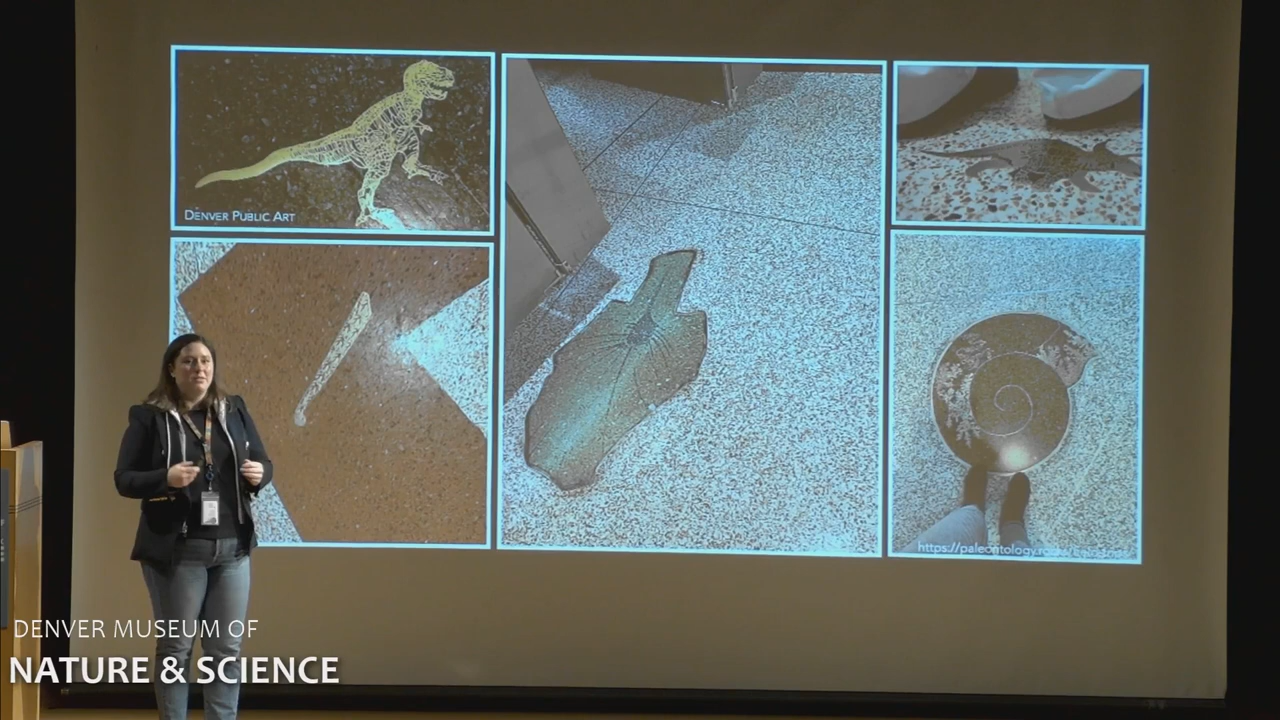 DENVER PUBLIC ART
https://paleontology.ro
DENVER MUSEUM OF
NATURE & SCIENCE